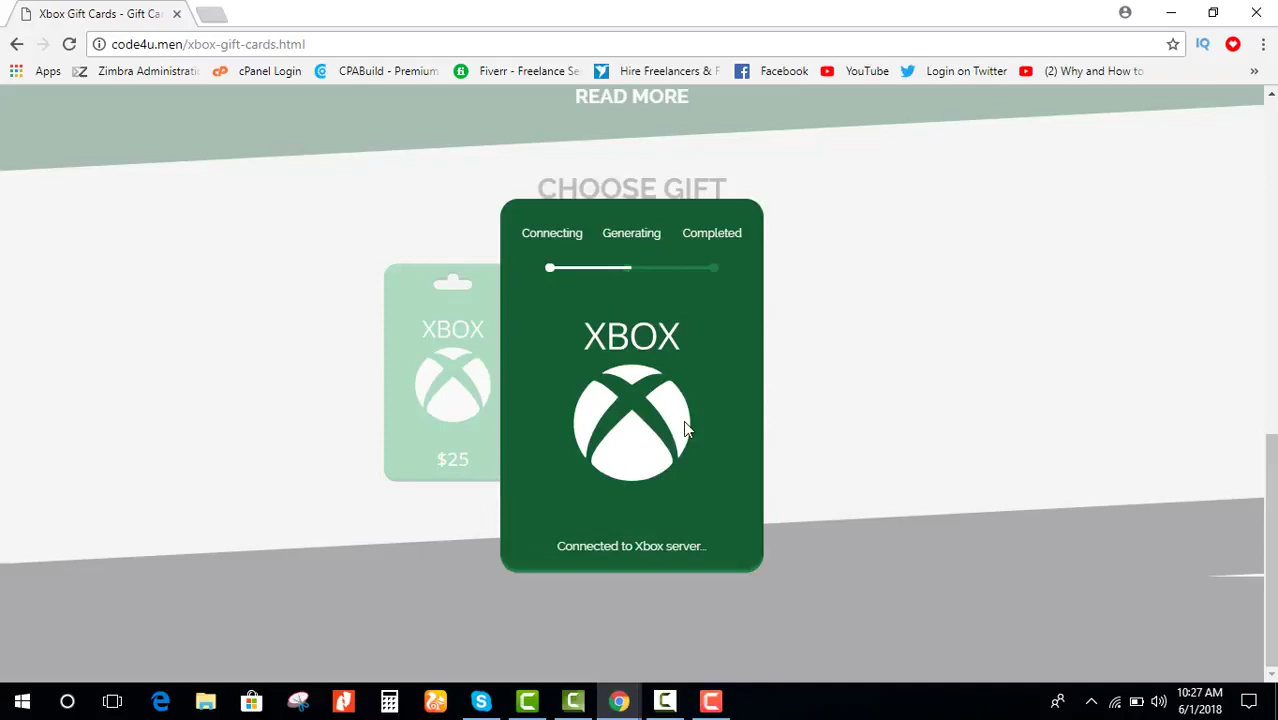 Xbox Gift Cards - Gift Ca
code4u.men/xbox-gift-cards.html
Apps Zimbra Administrati cPanel Login CPABuild - Premium Fiverr - Freelance Se Hire Freelancers & F Facebook YouTube Login on Twitter (2) Why and How to
READ MORE
CHOOSE GIFT
Connecting Generating Completed
XBOX
XBOX
$25
Connected to Xbox server...
10:27 AM
6/1/2018